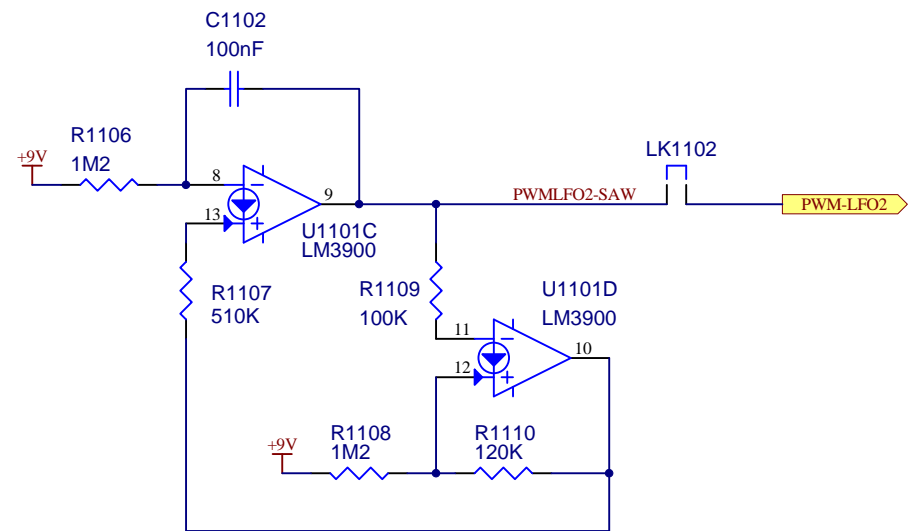 C1102
100nF
R1106
1M2
+9V
8
13
9
U1101C
LM3900
LK1102
PWMLFO2-SAW
PWM-LFO2
R1107
510K
R1109
100K
U1101D
LM3900
11
12
10
R1108
1M2
+9V
R1110
120K